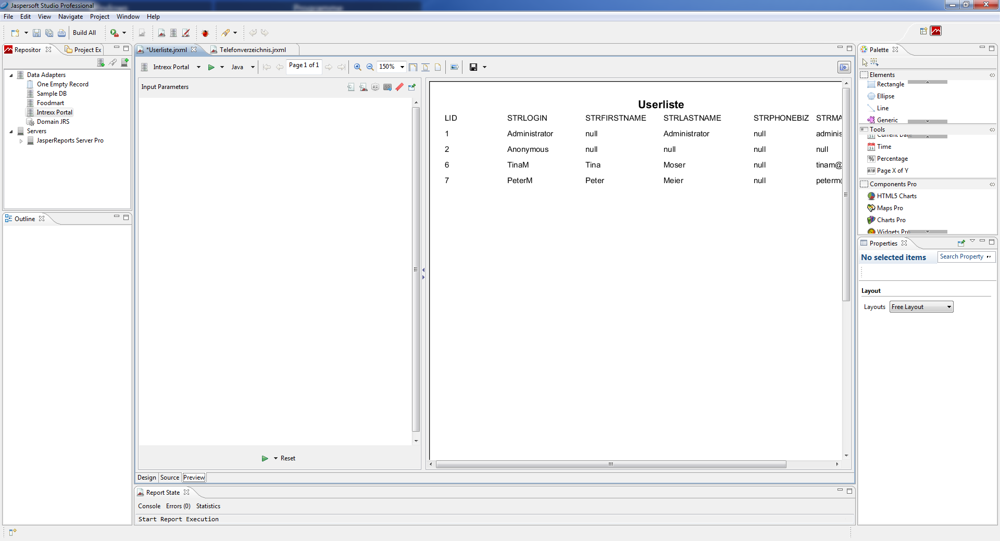 Jaspersoft Studio Professional
Programme
File Edit View Navigate Project Window Help
Build All
Repositor Project Ex
Data Adapters
One Empty Record
Sample DB
Foodmart
Intrexx Portal
Domain JRS
Servers
JasperReports Server Pro
Outline
*Userliste.jrxml Telefonverzeichnis.jrxml
Intrexx Portal Java Page 1 of 1 150%
Input Parameters
Reset
Userliste
LID STRLOGIN STRFIRSTNAME STRLASTNAME STRPHONEBIZ STRMA
1 Administrator null Administrator null adminis
2 Anonymous null null null null
6 TinaM Tina Moser null tinam@
7 PeterM Peter Meier null peterm
Design Source Preview
Report State
Console Errors (0) Statistics
Start Report Execution
Palette
Elements
Rectangle
Ellipse
Line
Generic
Tools
Current Date
Time
Percentage
Page X of Y
Components Pro
HTML5 Charts
Maps Pro
Charts Pro
Widgets Pro
Properties
No selected items Search Property
Layout
Layouts Free Layout